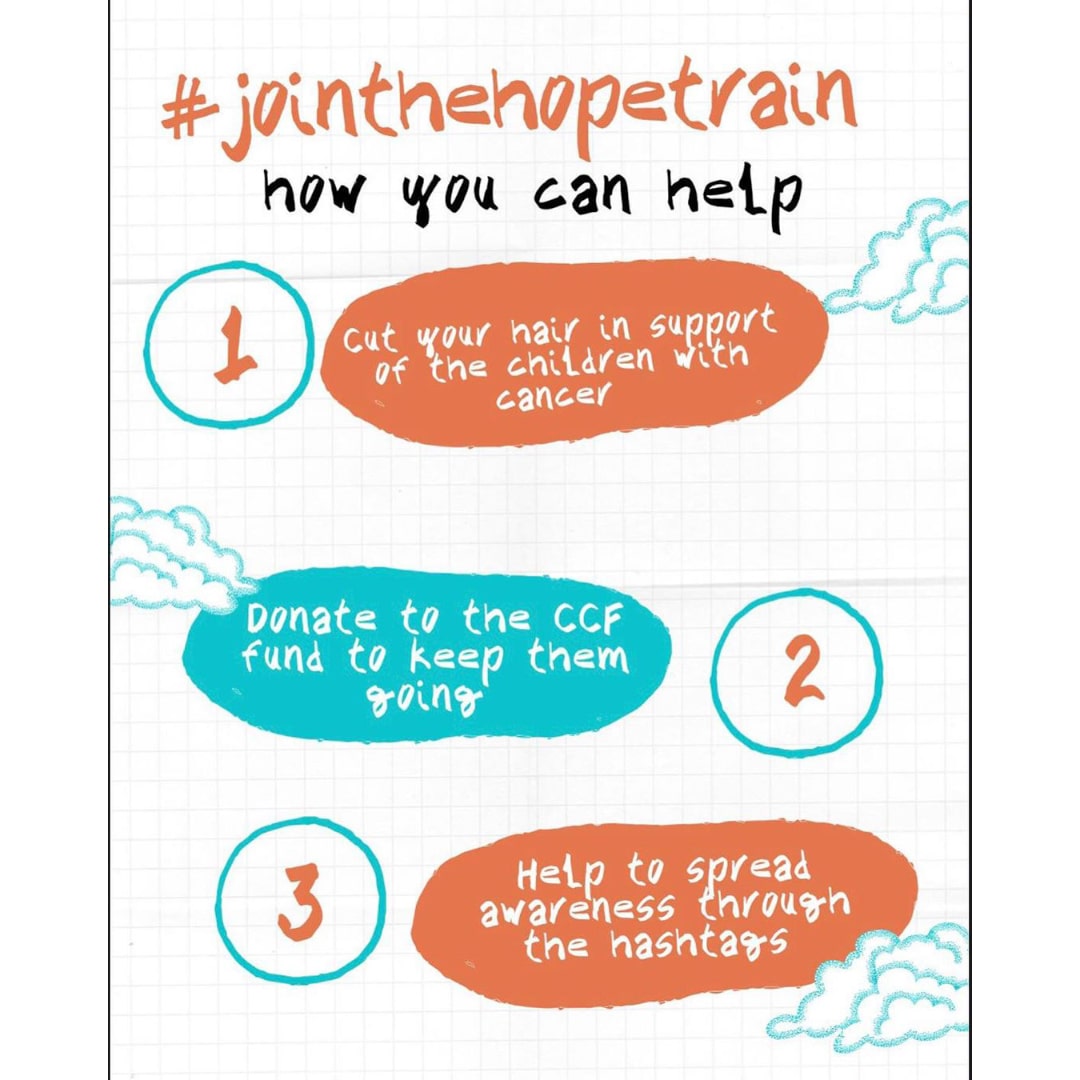 #jointhehopetrain
how you can help
1
Cut your hair in support
of the children with
cancer
Donate to the CCF
fund to keep them
going
2
3
Help to spread
awareness through
the hashtags